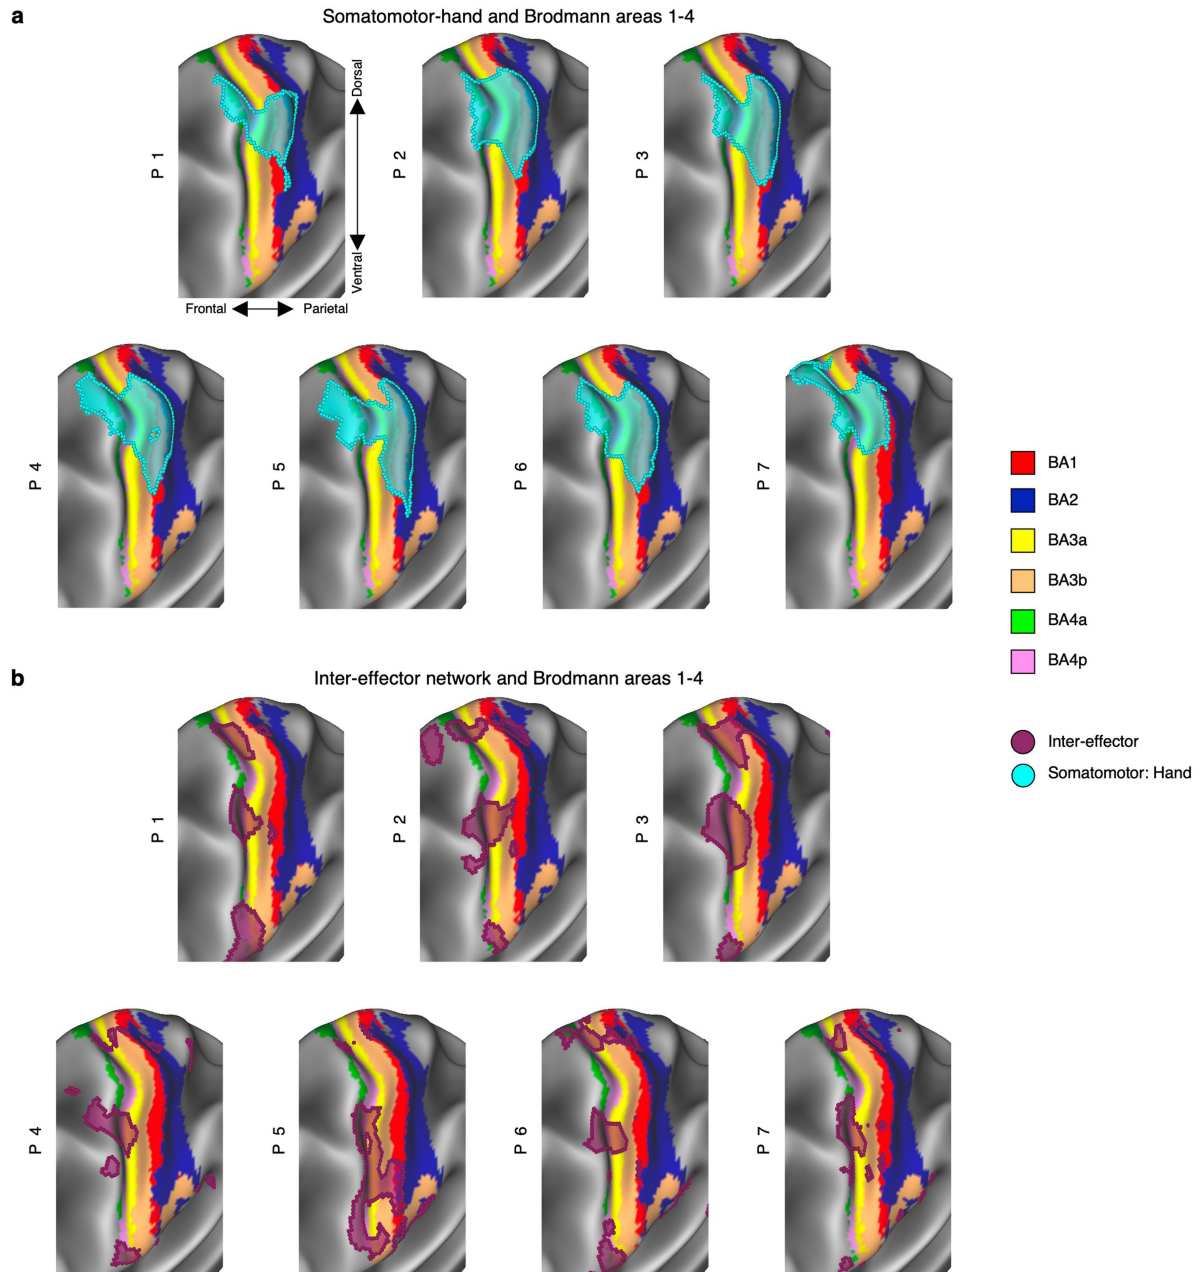 a
Somatomotor-hand and Brodmann areas 1-4
P 1
Dorsal
Ventral
Frontal
Parietal
P 2
P 3
P 4
P 5
P 6
P 7
BA1
BA2
BA3a
BA3b
BA4a
BA4p
b
Inter-effector network and Brodmann areas 1-4
Inter-effector
Somatomotor: Hand
P 1
P 2
P 3
P 4
P 5
P 6
P 7